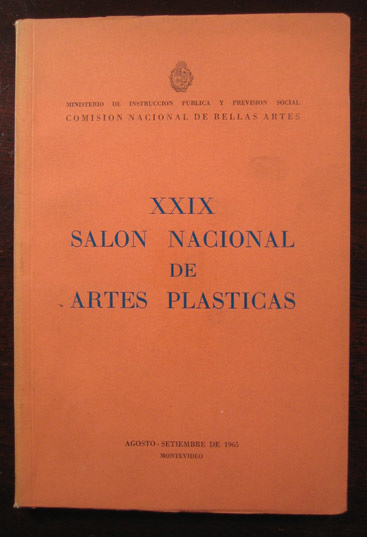 MINISTERIO DE INSTRUCCION PUBLICA Y PREVISION SOCIAL
COMISION NACIONAL DE BELLAS ARTES
XXIX
SALON NACIONAL
DE
ARTES PLASTICAS
AGOSTO - SETIEMBRE DE 1965
MONTEVIDEO